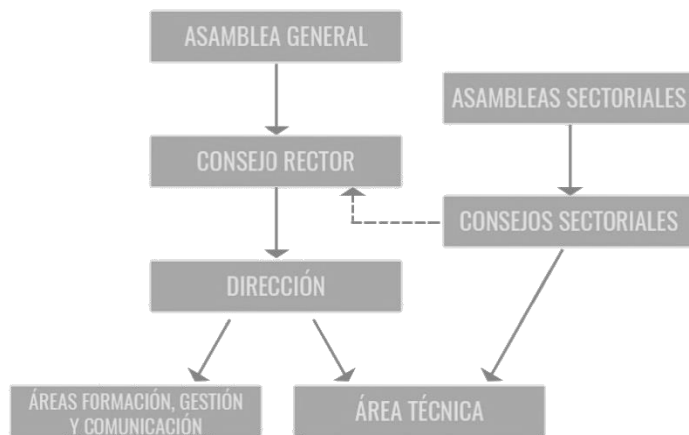 ASAMBLEA GENERAL
ASAMBLEAS SECTORIALES
CONSEJO RECTOR
CONSEJOS SECTORIALES
DIRECCIÓN
ÁREAS FORMACIÓN, GESTIÓN
Y COMUNICACIÓN
ÁREA TÉCNICA